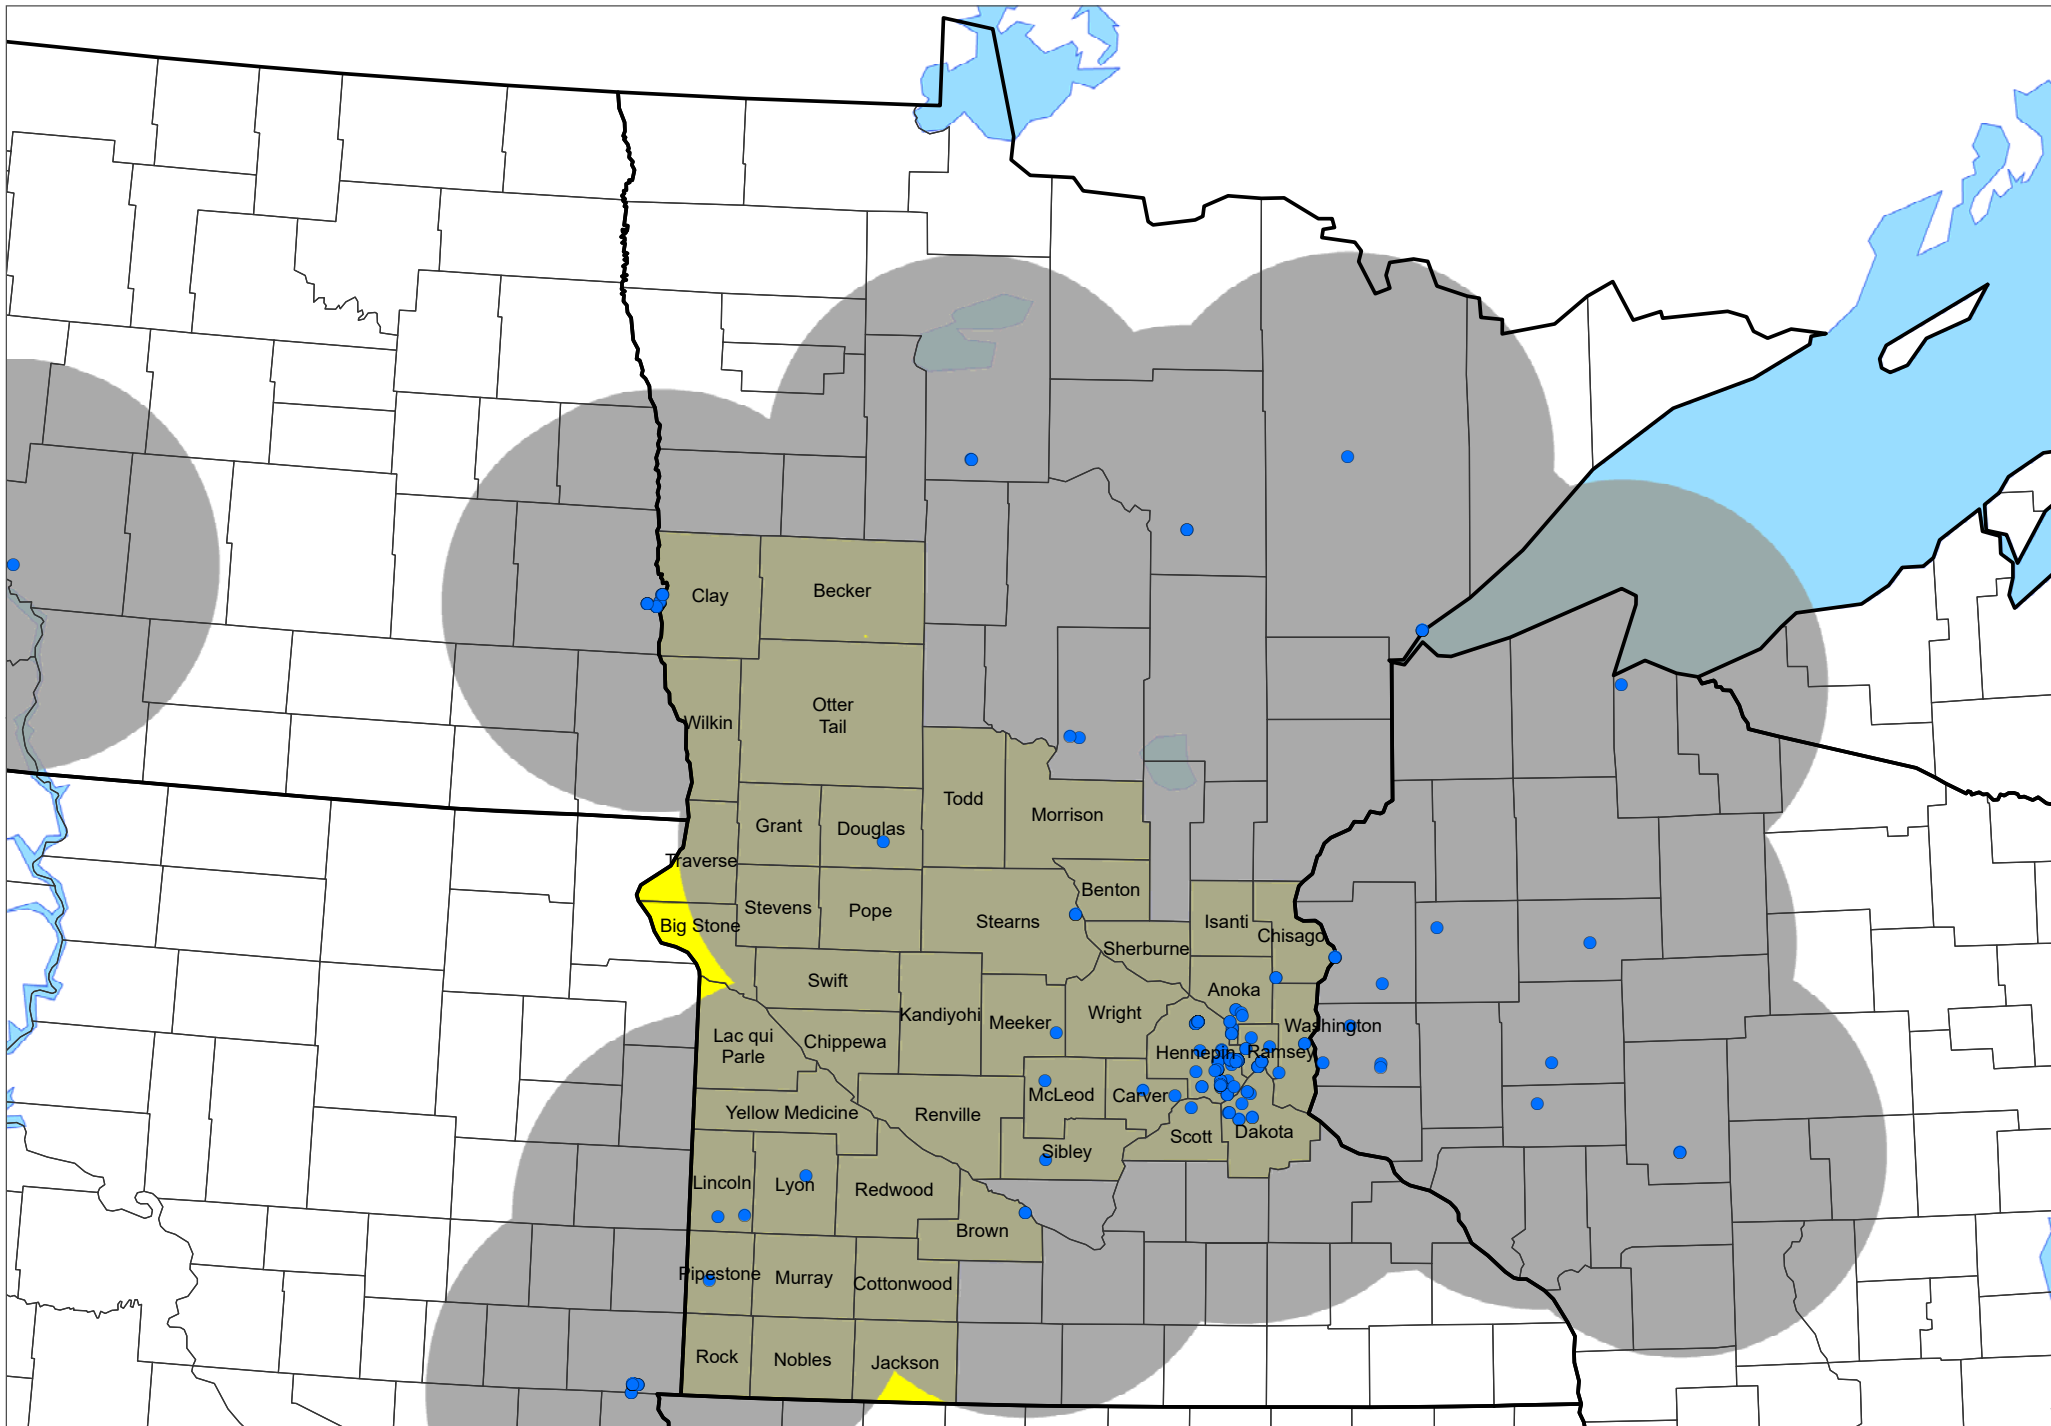 Clay
Becker
Wilkin
Otter
Tail
Todd
Morrison
Grant
Douglas
Traverse
Benton
Stevens
Pope
Stearns
Isanti
Big Stone
Chisago
Sherburne
Swift
Anoka
Kandiyohi
Meeker
Wright
Washington
Lac qui
Parle
Chippewa
Hennepin
Ramsey
McLeod
Carver
Yellow Medicine
Renville
Scott
Dakota
Sibley
Lincoln
Lyon
Redwood
Brown
Pipestone
Murray
Cottonwood
Rock
Nobles
Jackson